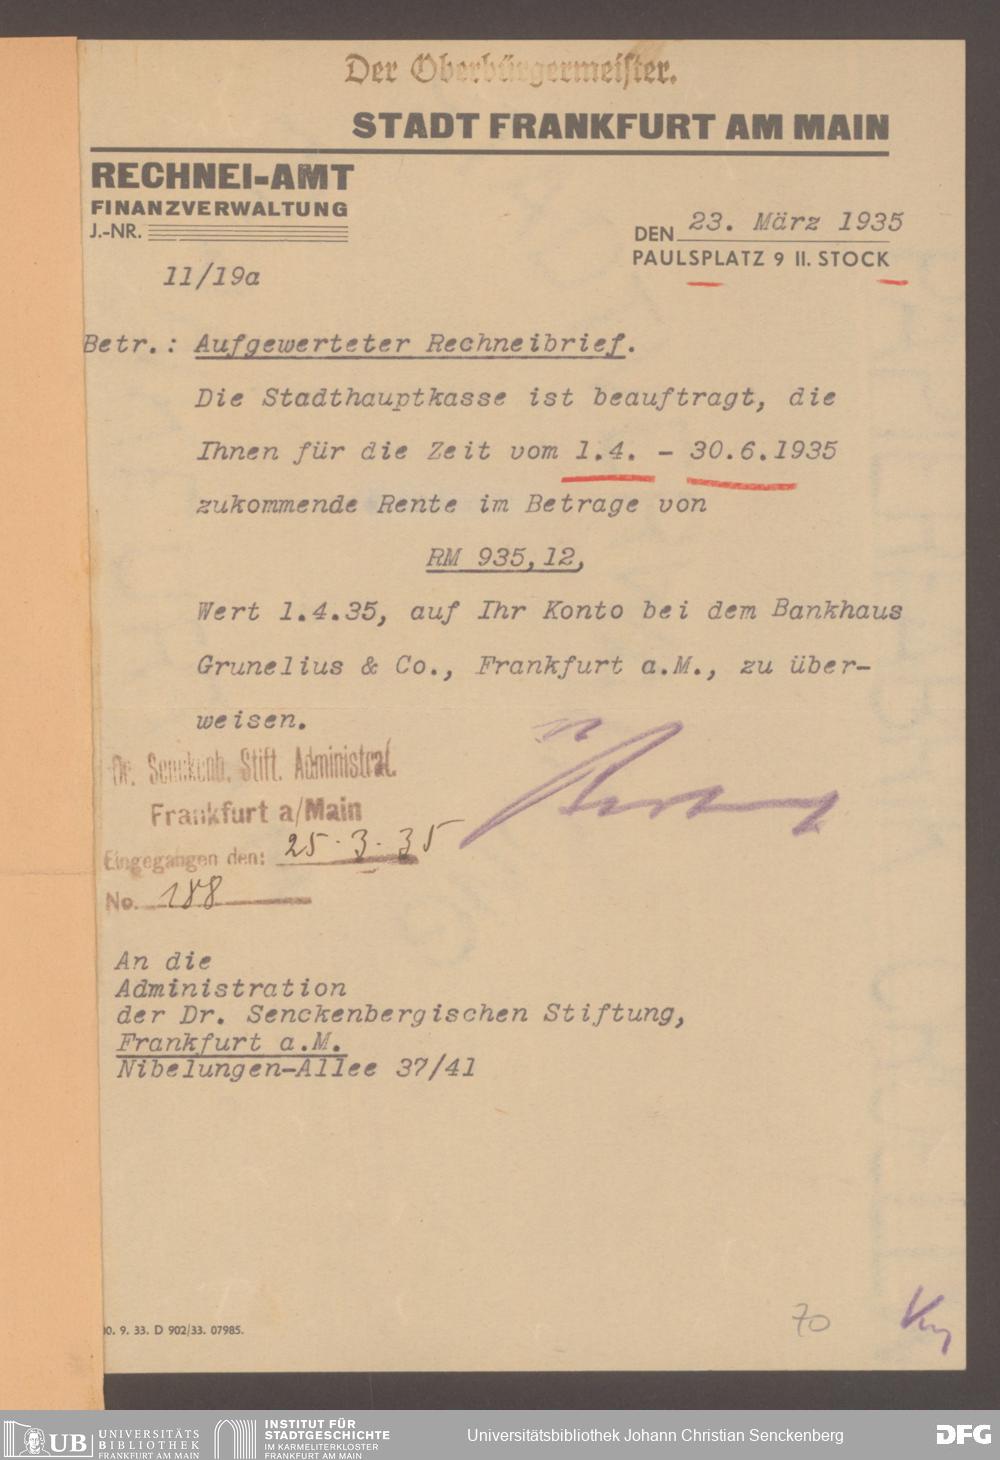 Der Oberbürgermeister.
STADT FRANKFURT AM MAIN
RECHNEI-AMT
FINANZVERWALTUNG
J.-NR.
11/19a
DEN 23. März 1935
PAULSPLATZ 9 II. STOCK
Betr.: Aufgewerteter Rechneibrief.
Die Stadthauptkasse ist beauftragt, die
Ihnen für die Zeit vom 1.4. - 30.6.1935
zukommende Rente im Betrage von
RM 935,12,
Wert 1.4.35, auf Ihr Konto bei dem Bankhaus
Grunelius & Co., Frankfurt a.M., zu über-
weisen.
Dr. Senckenb. Stift. Administrat.
Frankfurt a/Main
Eingegangen den: 25.3.35
No. 188
An die
Administration
der Dr. Senckenbergischen Stiftung,
Frankfurt a.M.
Nibelungen-Allee 37/41
9. 33. D 902/33. 07985.
70
UB UNIVERSITÄTS
BIBLIOTHEK
FRANKFURT AM MAIN
INSTITUT FÜR
STADTGESCHICHTE
IM KARMELITERKLOSTER
FRANKFURT AM MAIN
Universitätsbibliothek Johann Christian Senckenberg
DFG